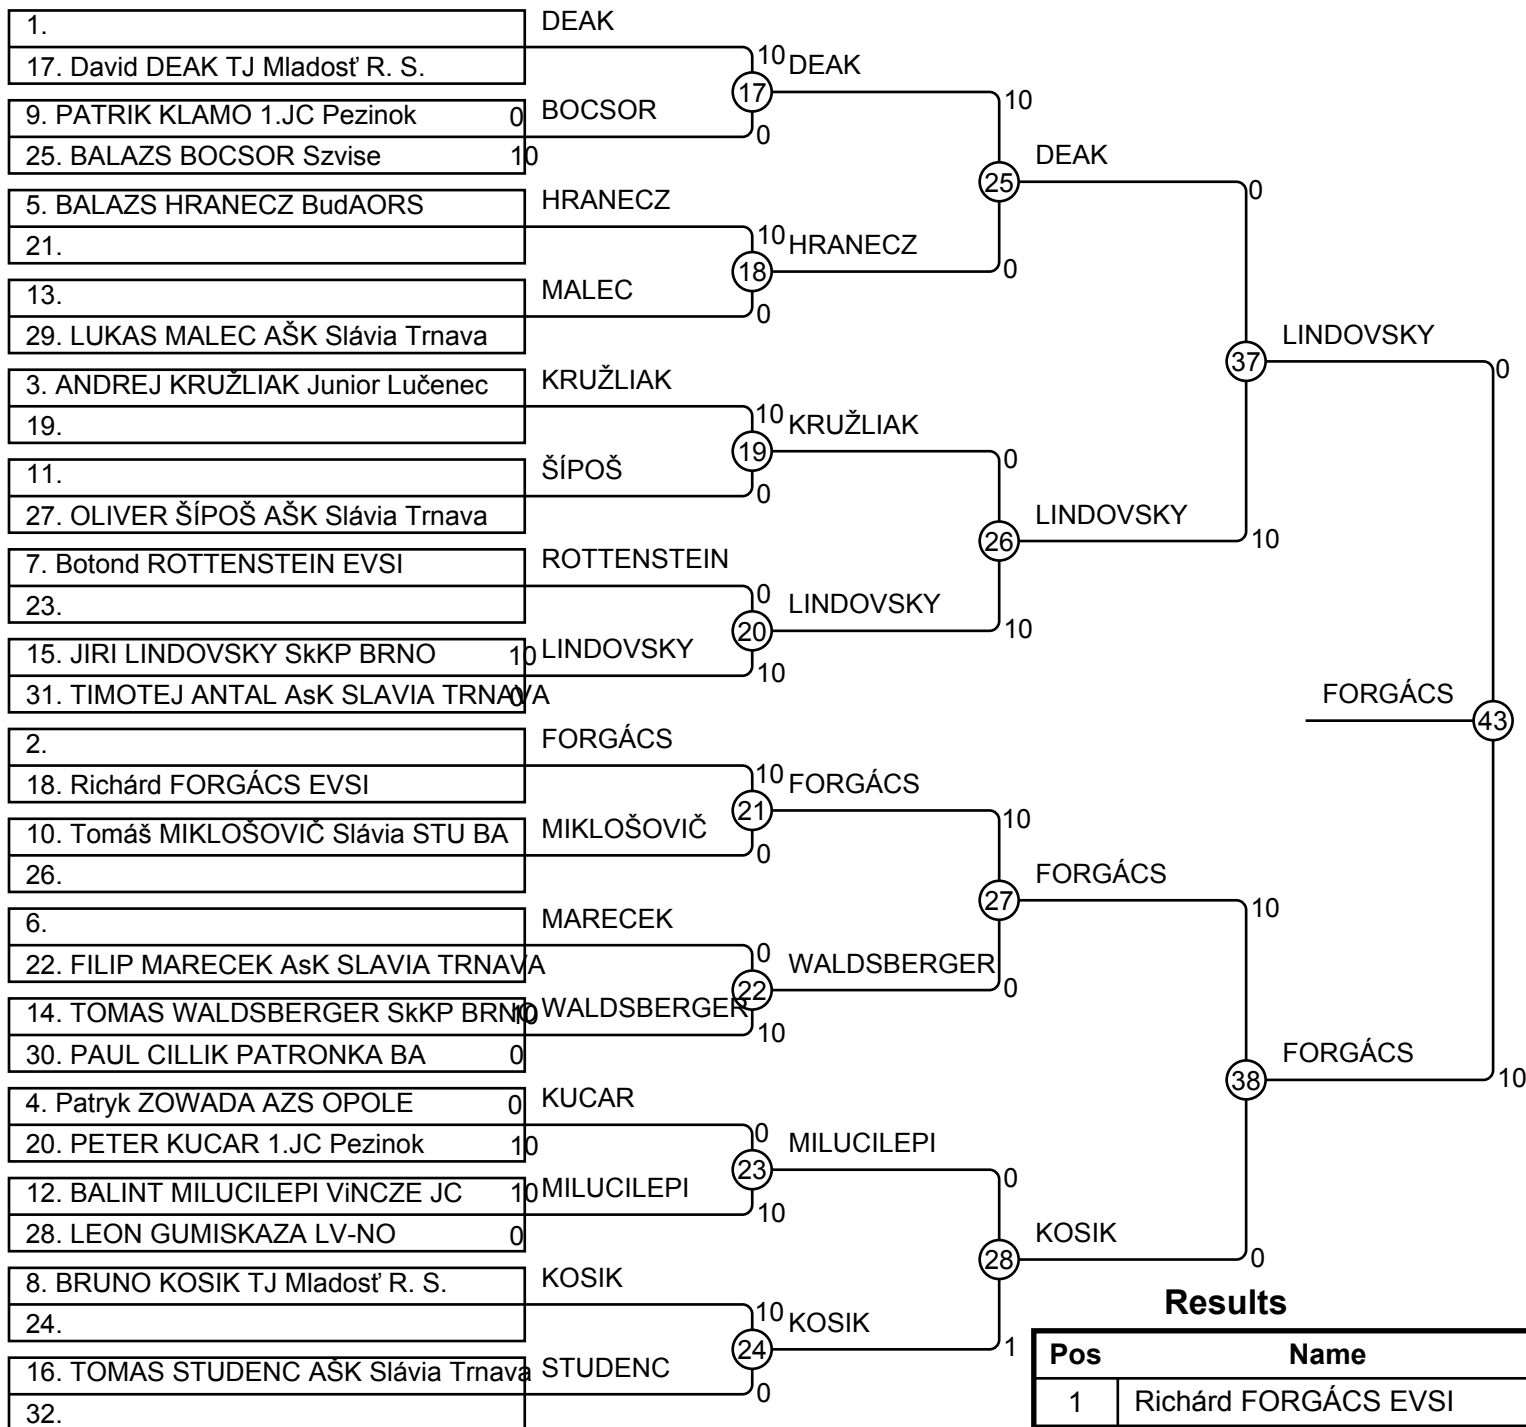 1.
17. David DEAK TJ Mladosť R. S.
9. PATRIK KLAMO 1.JC Pezinok 0
25. BALAZS BOCSOR Szvise 10
5. BALAZS HRANECZ BudAORS
21.
13.
29. LUKAS MALEC AŠK Slávia Trnava
3. ANDREJ KRUŽLIAK Junior Lučenec
19.
11.
27. OLIVER ŠÍPOŠ AŠK Slávia Trnava
7. Botond ROTTENSTEIN EVSI
23.
15. JIRI LINDOVSKY SkKP BRNO 10
31. TIMOTEJ ANTAL AsK SLAVIA TRNAVA 0
2.
18. Richárd FORGÁCS EVSI
10. Tomáš MIKLOŠOVIČ Slávia STU BA
26.
6.
22. FILIP MARECEK AsK SLAVIA TRNAVA
14. TOMAS WALDSBERGER SkKP BRNO 10
30. PAUL CILLIK PATRONKA BA 0
4. Patryk ZOWADA AZS OPOLE 0
20. PETER KUCAR 1.JC Pezinok 10
12. BALINT MILUCILEPI ViNCZE JC 10
28. LEON GUMISKAZA LV-NO 0
8. BRUNO KOSIK TJ Mladosť R. S.
24.
16. TOMAS STUDENC AŠK Slávia Trnava
32.
DEAK
10
17
BOCSOR
0
HRANECZ
10
18
MALEC
0
KRUŽLIAK
10
19
ŠÍPOŠ
0
ROTTENSTEIN
0
20
LINDOVSKY
10
FORGÁCS
10
21
MIKLOŠOVIČ
0
MARECEK
0
22
WALDSBERGER
10
KUCAR
0
23
MILUCILEPI
10
KOSIK
10
24
STUDENC
0
DEAK
10
25
HRANECZ
0
KRUŽLIAK
0
26
LINDOVSKY
10
FORGÁCS
10
27
WALDSBERGER
0
MILUCILEPI
0
28
KOSIK
1
DEAK
0
37
LINDOVSKY
10
FORGÁCS
10
38
KOSIK
0
LINDOVSKY
0
FORGÁCS
43
FORGÁCS
10
Results
Pos Name
1 Richárd FORGÁCS EVSI